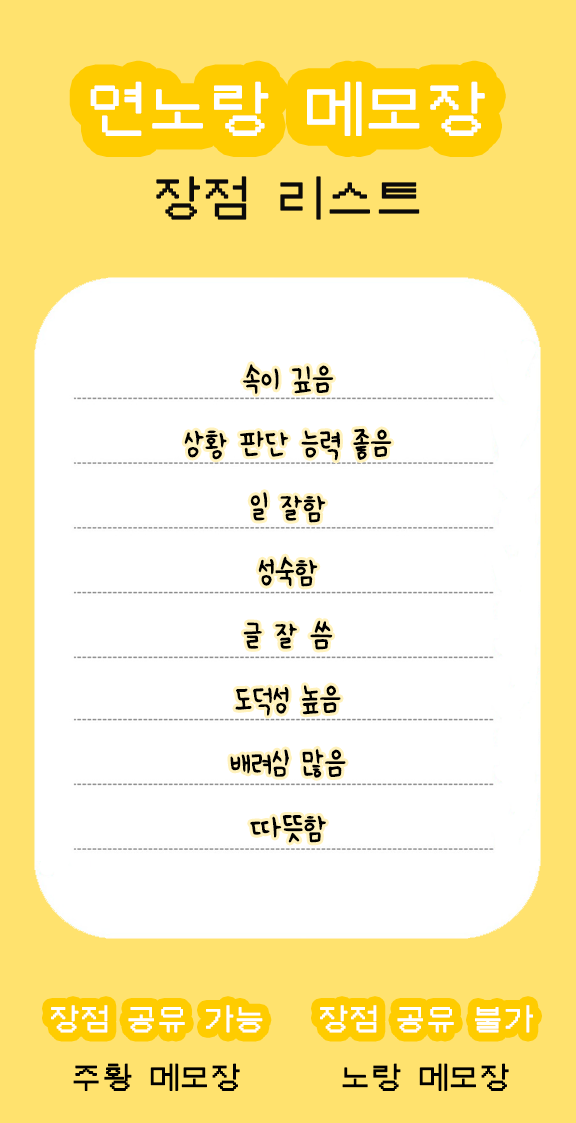 연노랑 메모장
장점 리스트
속이 깊음
상황 판단 능력 좋음
일 잘함
성숙함
글 잘 씀
도덕성 높음
배려심 많음
따뜻함
장점 공유 가능 장점 공유 불가
주황 메모장 노랑 메모장